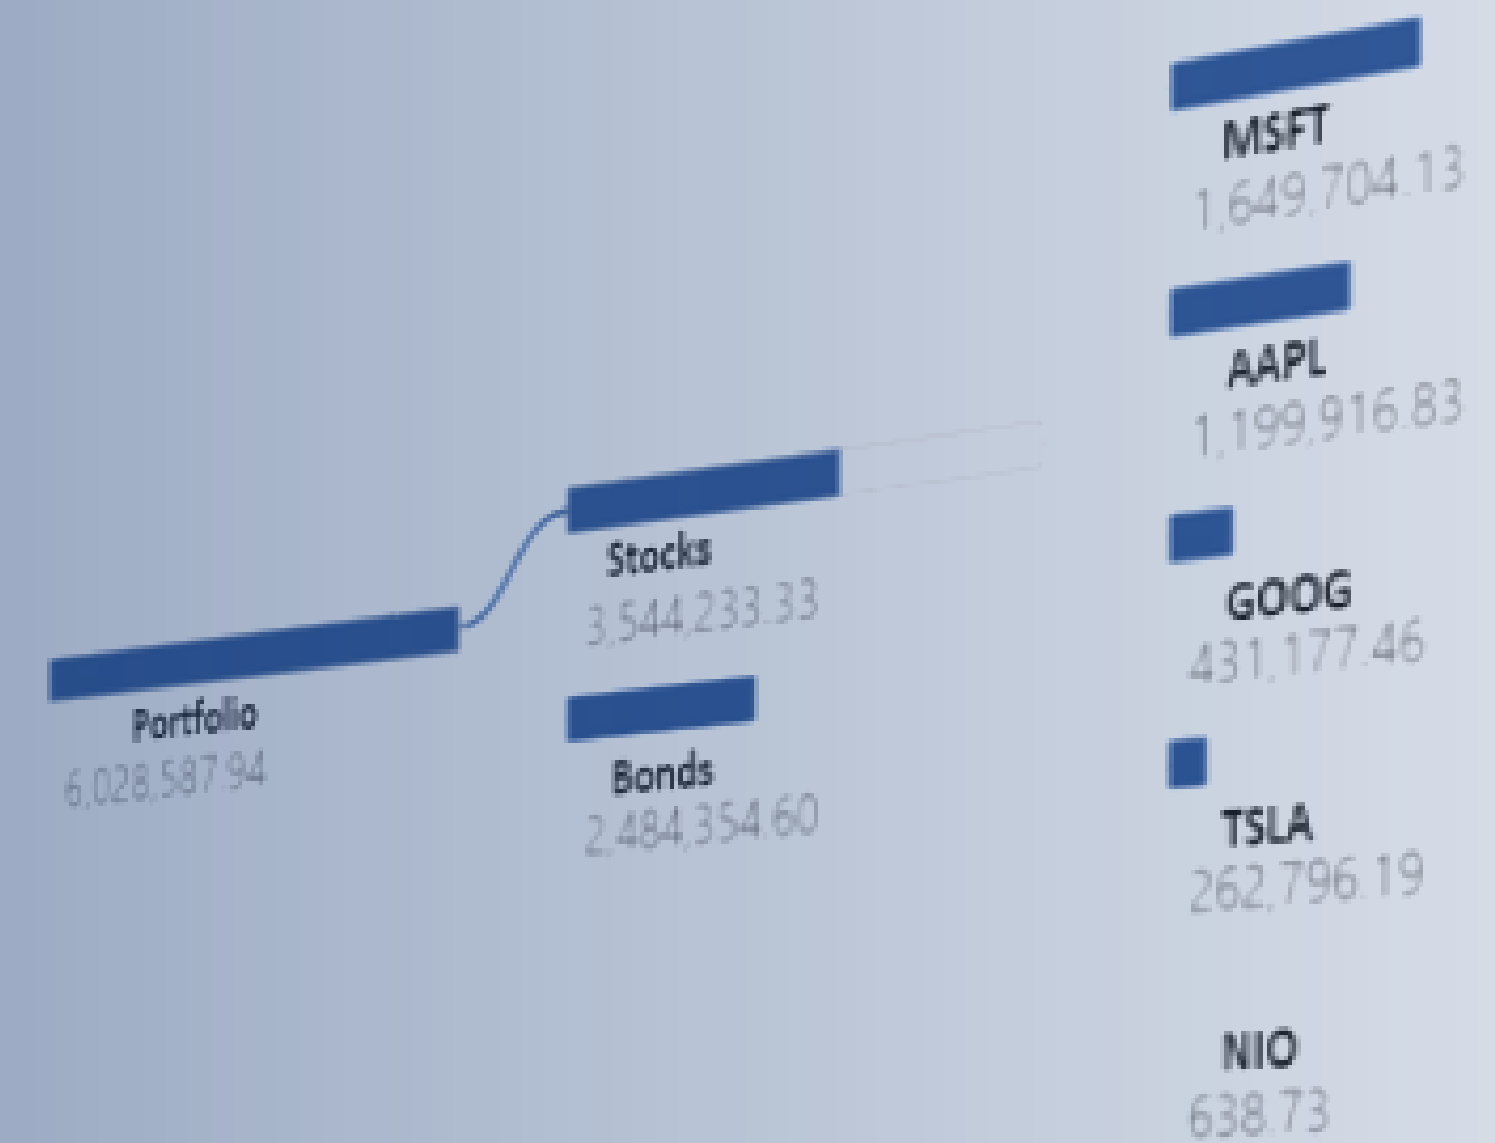 MSFT
1,649,704.13
AAPL
1,199,916.83
Stocks
3,544,233.33
GOOG
431,177.46
Portfolio
6,028,587.94
Bonds
2,484,354.60
TSLA
262,796.19
NIO
638.73